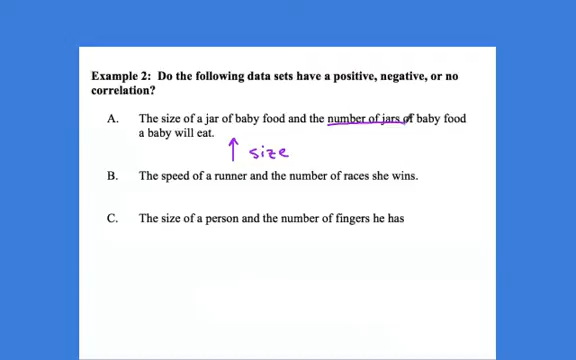 Example 2: Do the following data sets have a positive, negative, or no
correlation?
A. The size of a jar of baby food and the number of jars of baby food
a baby will eat.
↑ size
B. The speed of a runner and the number of races she wins.
C. The size of a person and the number of fingers he has